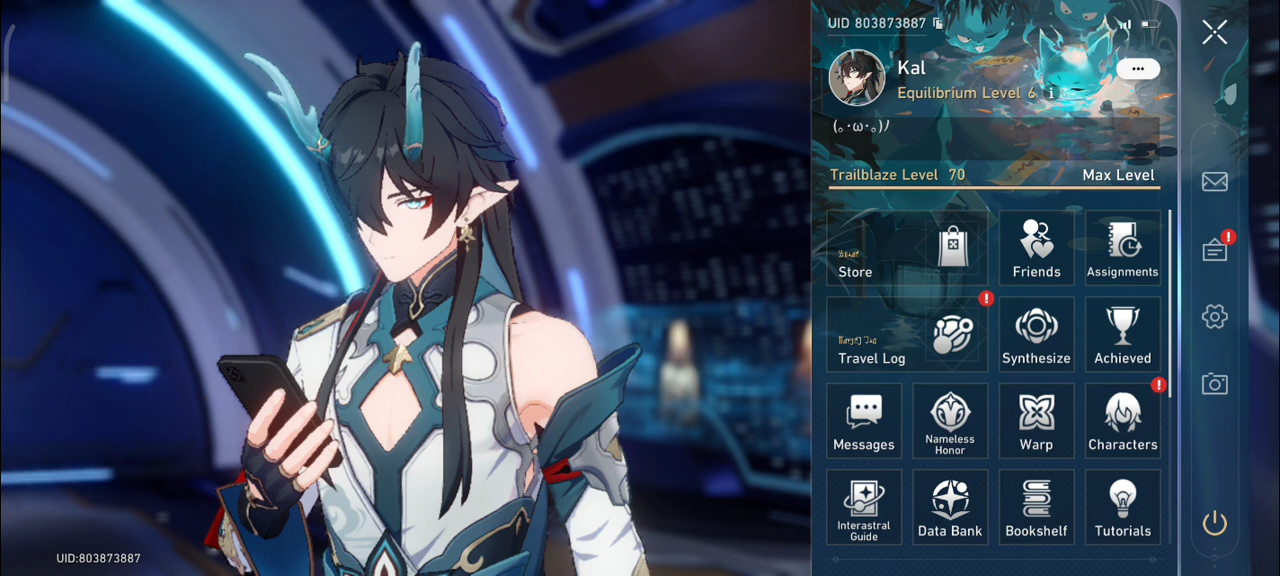 UID 803873887
Kal
Equilibrium Level 6
(｡･ω･｡)ﾉ
Trailblaze Level 70
Max Level
Store
Friends
Assignments
Travel Log
Synthesize
Achieved
Messages
Nameless
Honor
Warp
Characters
Interastral
Guide
Data Bank
Bookshelf
Tutorials
UID:803873887